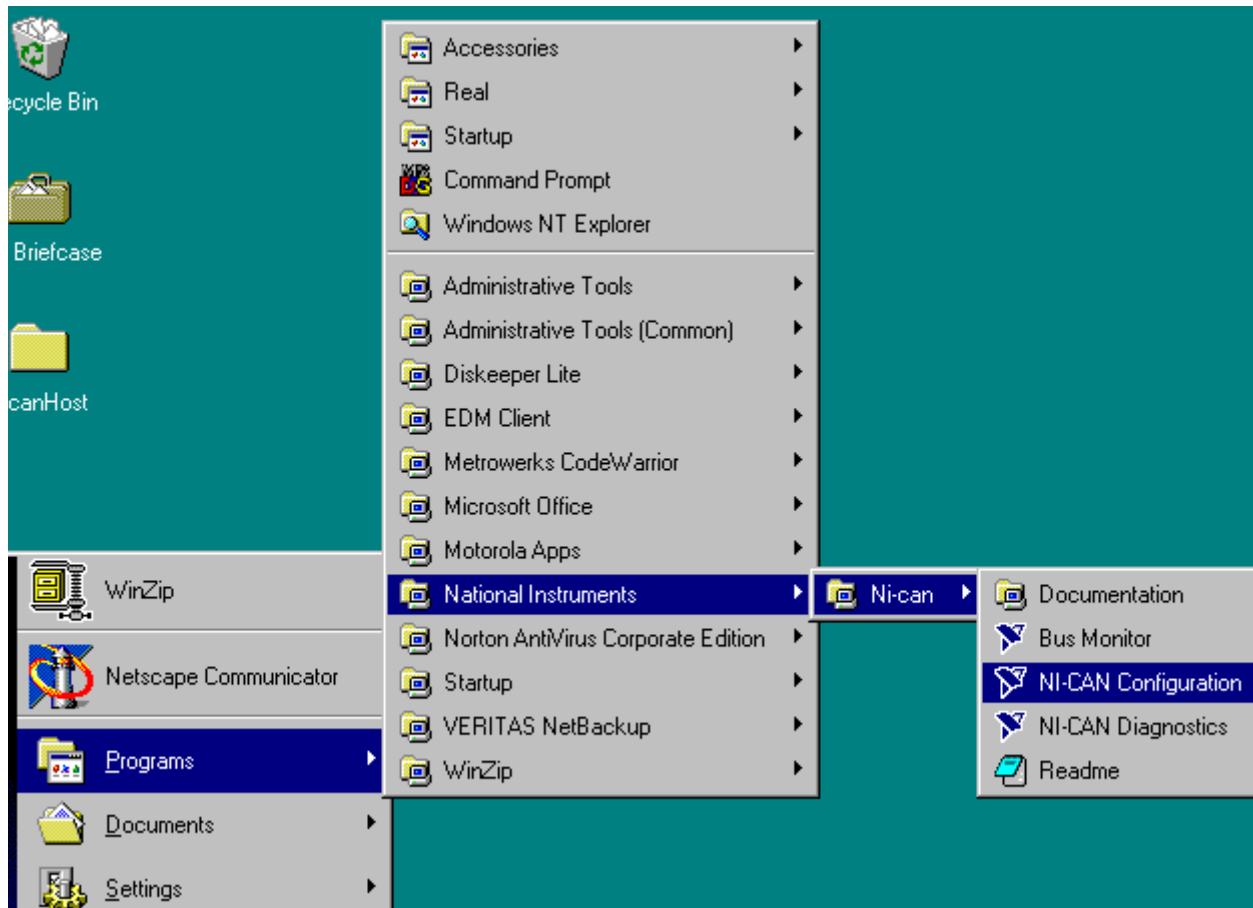 ecycle Bin
Briefcase
canHost
WinZip
Netscape Communicator
Programs
Documents
Settings
Accessories
Real
Startup
Command Prompt
Windows NT Explorer
Administrative Tools
Administrative Tools (Common)
Diskeeper Lite
EDM Client
Metrowerks CodeWarrior
Microsoft Office
Motorola Apps
National Instruments
Norton AntiVirus Corporate Edition
Startup
VERITAS NetBackup
WinZip
Ni-can
Documentation
Bus Monitor
NI-CAN Configuration
NI-CAN Diagnostics
Readme